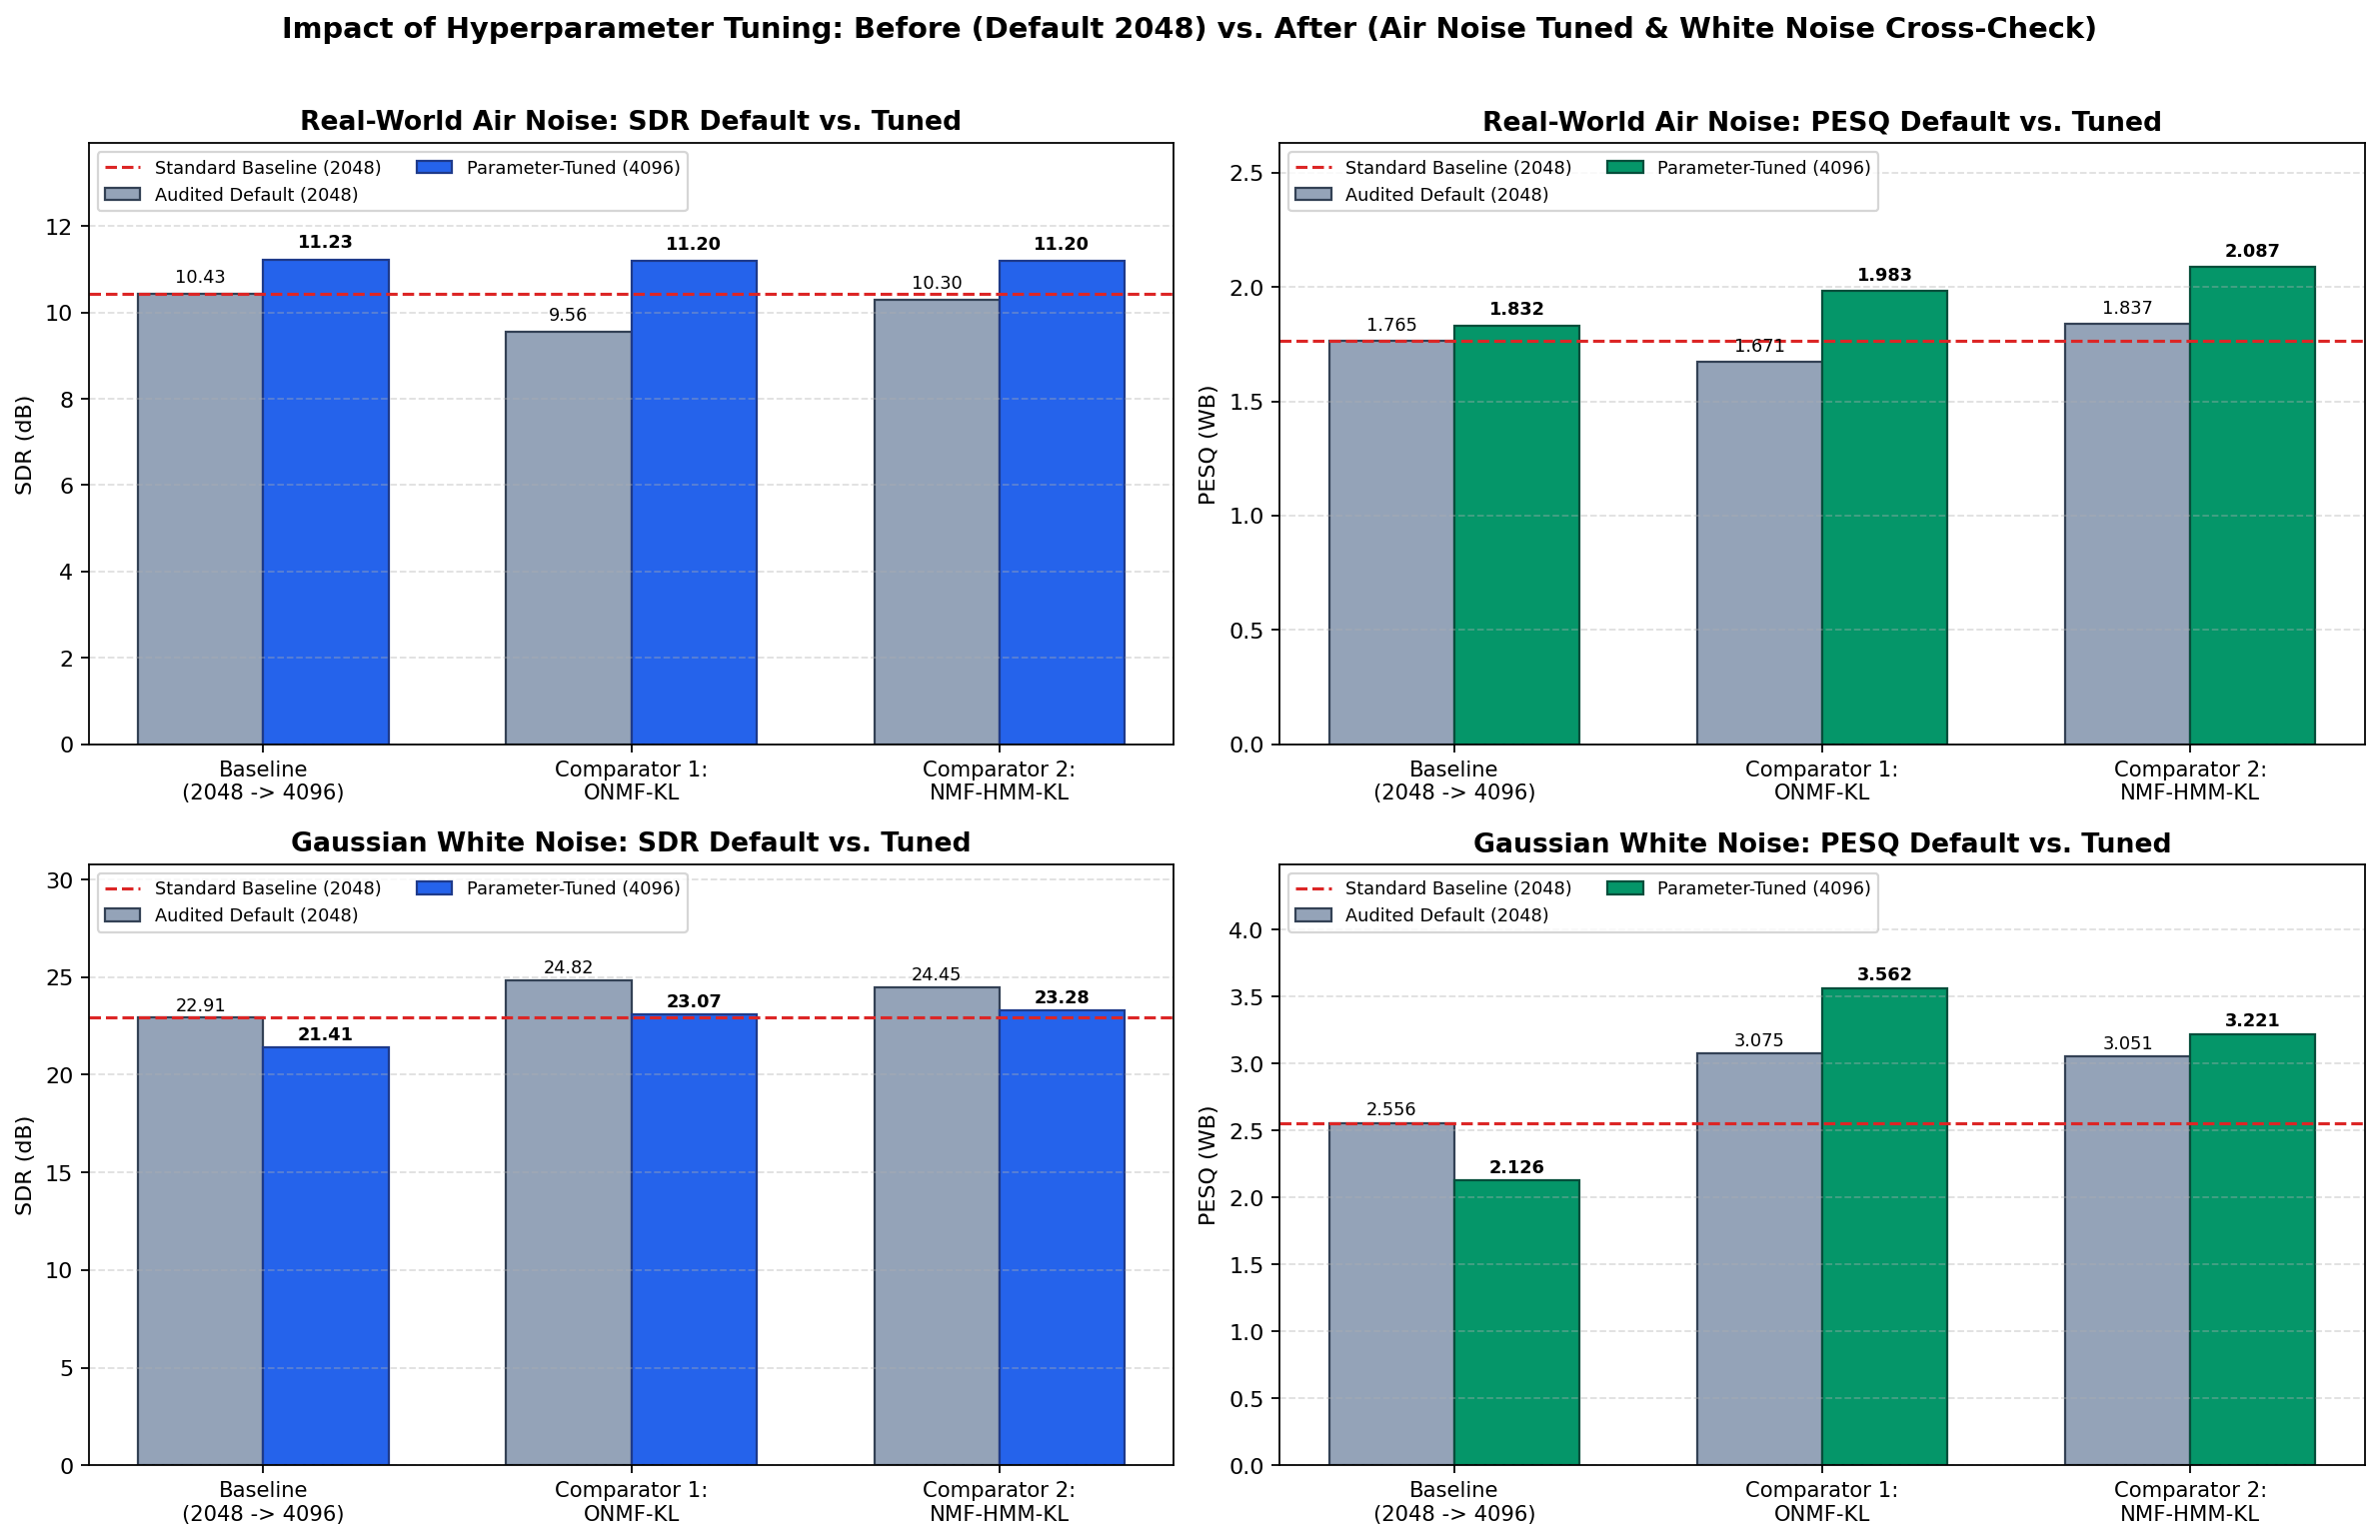 Impact of Hyperparameter Tuning: Before (Default 2048) vs. After (Air Noise Tuned & White Noise Cross-Check)
Real-World Air Noise: SDR Default vs. Tuned
Standard Baseline (2048)
Audited Default (2048)
Parameter-Tuned (4096)
SDR (dB)
12
10
8
6
4
2
0
10.43
11.23
9.56
11.20
10.30
11.20
Baseline
(2048 -> 4096)
Comparator 1:
ONMF-KL
Comparator 2:
NMF-HMM-KL
Real-World Air Noise: PESQ Default vs. Tuned
Standard Baseline (2048)
Audited Default (2048)
Parameter-Tuned (4096)
PESQ (WB)
2.5
2.0
1.5
1.0
0.5
0.0
1.765
1.832
1.671
1.983
1.837
2.087
Baseline
(2048 -> 4096)
Comparator 1:
ONMF-KL
Comparator 2:
NMF-HMM-KL
Gaussian White Noise: SDR Default vs. Tuned
Standard Baseline (2048)
Audited Default (2048)
Parameter-Tuned (4096)
SDR (dB)
30
25
20
15
10
5
0
22.91
21.41
24.82
23.07
24.45
23.28
Baseline
(2048 -> 4096)
Comparator 1:
ONMF-KL
Comparator 2:
NMF-HMM-KL
Gaussian White Noise: PESQ Default vs. Tuned
Standard Baseline (2048)
Audited Default (2048)
Parameter-Tuned (4096)
PESQ (WB)
4.0
3.5
3.0
2.5
2.0
1.5
1.0
0.5
0.0
2.556
2.126
3.075
3.562
3.051
3.221
Baseline
(2048 -> 4096)
Comparator 1:
ONMF-KL
Comparator 2:
NMF-HMM-KL